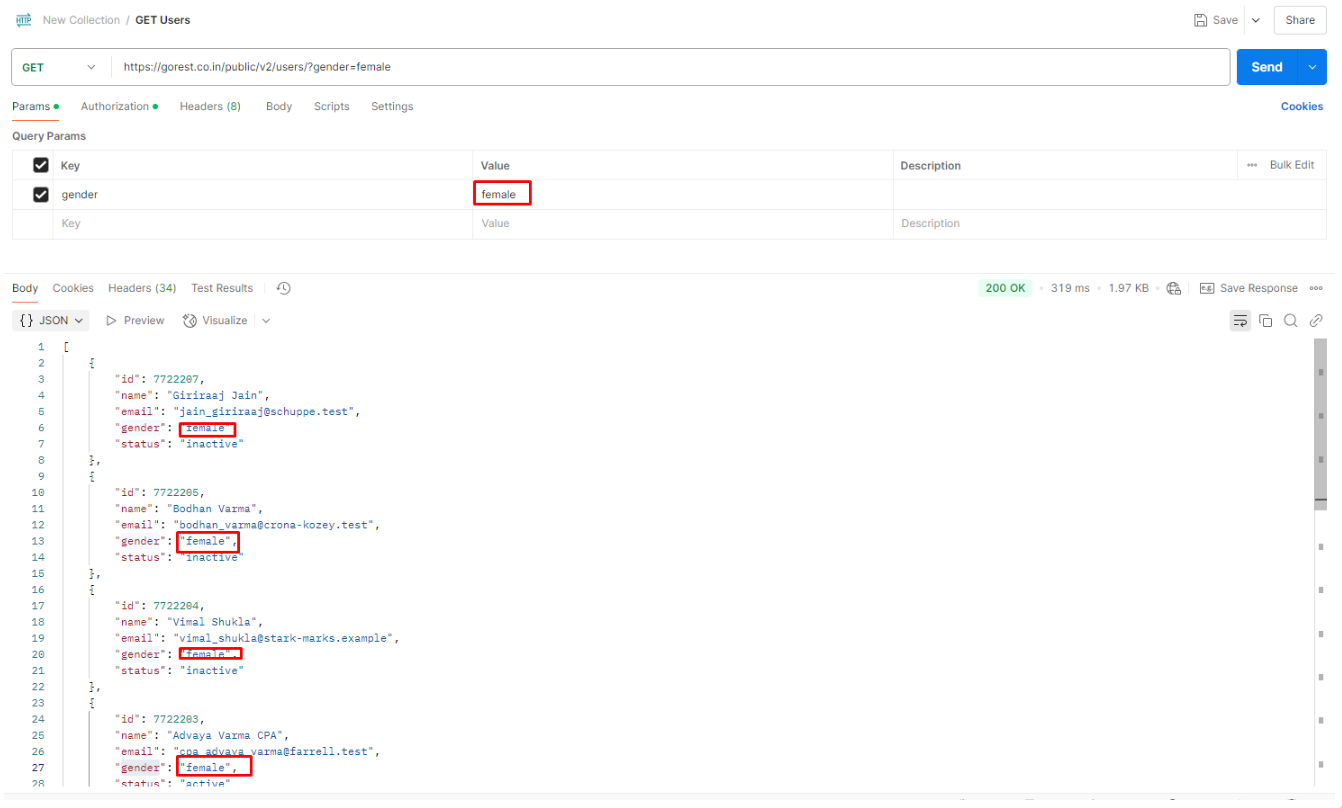 HTTP New Collection / GET Users Save Share
GET https://gorest.co.in/public/v2/users/?gender=female Send
Params Authorization Headers (8) Body Scripts Settings Cookies
Query Params
Key Value Description Bulk Edit
gender female
Key Value Description
Body Cookies Headers (34) Test Results 200 OK • 319 ms • 1.97 KB • e.g. Save Response
{} JSON Preview Visualize
1 [
2 {
3 "id": 7722207,
4 "name": "Giriraaj Jain",
5 "email": "jain_giriraaj@schuppe.test",
6 "gender": "female"
7 "status": "inactive"
8 },
9 {
10 "id": 7722205,
11 "name": "Bodhan Varma",
12 "email": "bodhan_varma@crona-kozey.test",
13 "gender": "female",
14 "status": "inactive"
15 },
16 {
17 "id": 7722204,
18 "name": "Vimal Shukla",
19 "email": "vimal_shukla@stark-marks.example",
20 "gender": "female",
21 "status": "inactive"
22 },
23 {
24 "id": 7722203,
25 "name": "Advaya Varma CPA",
26 "email": "cpa_advaya_varma@farrell.test",
27 "gender": "female",
28 "status": "active"